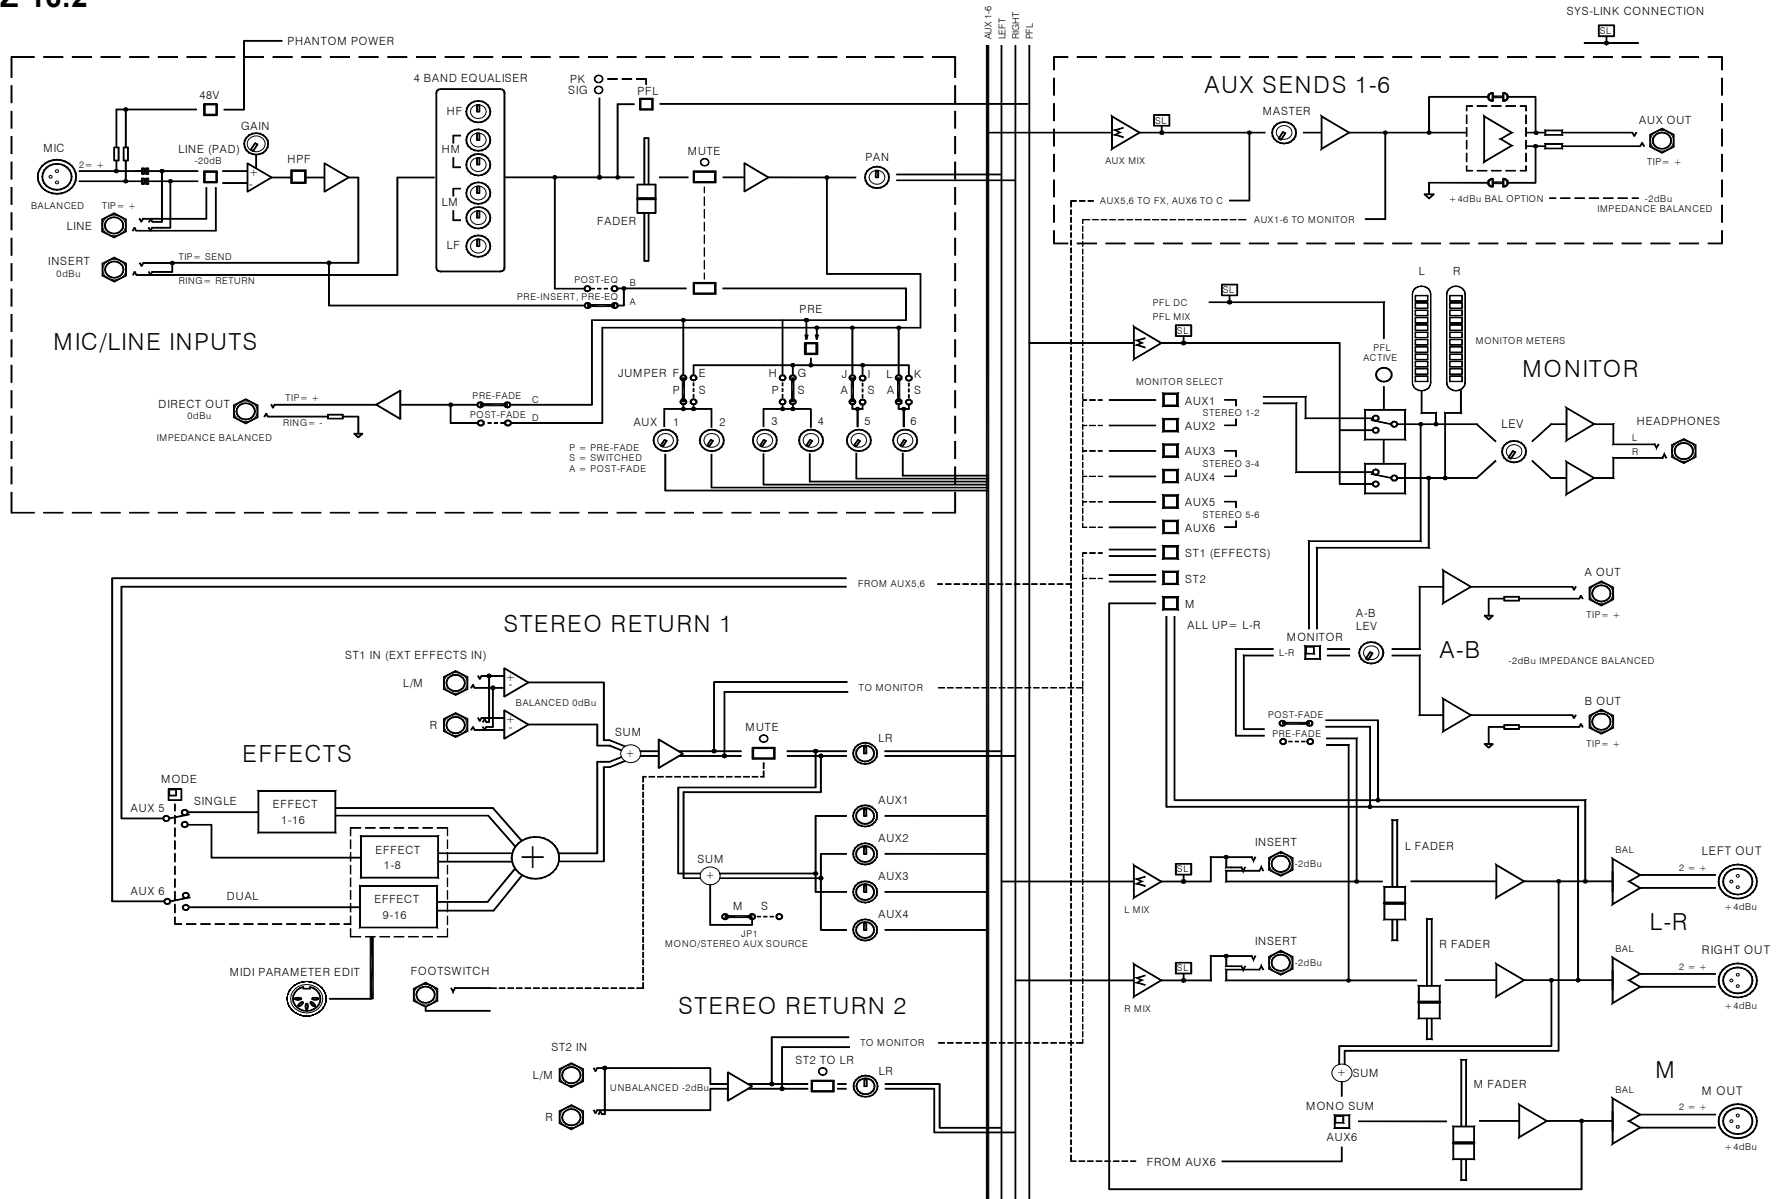 PHANTOM POWER
48V
GAIN
MIC
2= +
LINE (PAD)
-20dB
HPF
+
-
BALANCED
TIP= +
LINE
INSERT
0dBu
TIP= SEND
RING= RETURN
4 BAND EQUALISER
HF
HM
LM
LF
PK
SIG
PFL
MUTE
PAN
FADER
POST-EQ
B
PRE-INSERT, PRE-EQ
A
MIC/LINE INPUTS
PRE
JUMPER F E H G J I L K
P S P S A S A S
DIRECT OUT
0dBu
TIP= +
RING= -
IMPEDANCE BALANCED
PRE-FADE
C
POST-FADE
D
AUX 1 2 3 4 5 6
P = PRE-FADE
S = SWITCHED
A = POST-FADE
AUX 1-6
LEFT
RIGHT
PFL
SYS-LINK CONNECTION
SL
AUX SENDS 1-6
SL
AUX MIX
MASTER
AUX OUT
TIP= +
AUX5,6 TO FX, AUX6 TO C
AUX1-6 TO MONITOR
+4dBu BAL OPTION
-2dBu
IMPEDANCE BALANCED
SL
PFL DC
PFL MIX
SL
PFL
ACTIVE
L R
MONITOR METERS
MONITOR
MONITOR SELECT
AUX1
STEREO 1-2
AUX2
AUX3
STEREO 3-4
AUX4
AUX5
STEREO 5-6
AUX6
ST1 (EFFECTS)
ST2
M
ALL UP= L-R
LEV
HEADPHONES
L
R
MONITOR
L-R
A-B
LEV
A OUT
TIP= +
A-B
-2dBu IMPEDANCE BALANCED
B OUT
TIP= +
POST-FADE
PRE-FADE
FROM AUX5,6
STEREO RETURN 1
ST1 IN (EXT EFFECTS IN)
L/M
R
+
-
+
-
BALANCED 0dBu
SUM
+
TO MONITOR
MUTE
LR
EFFECTS
MODE
AUX 5
SINGLE
EFFECT
1-16
EFFECT
1-8
EFFECT
9-16
+
AUX 6
DUAL
AUX1
AUX2
AUX3
AUX4
SUM
+
M S
JP1
MONO/STEREO AUX SOURCE
MIDI PARAMETER EDIT
FOOTSWITCH
STEREO RETURN 2
ST2 IN
L/M
R
UNBALANCED -2dBu
TO MONITOR
ST2 TO LR
LR
SL
L MIX
INSERT
-2dBu
L FADER
BAL
LEFT OUT
2 = +
+4dBu
L-R
SL
R MIX
INSERT
-2dBu
R FADER
BAL
RIGHT OUT
2 = +
+4dBu
+
SUM
MONO SUM
AUX6
FROM AUX6
M FADER
M
BAL
M OUT
2 = +
+4dBu